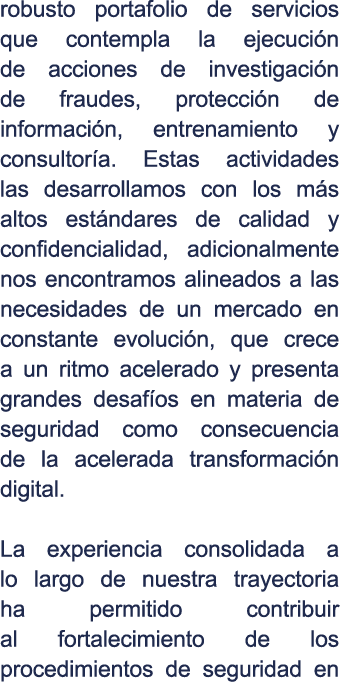 robusto portafolio de servicios
que contempla la ejecución
de acciones de investigación
de fraudes, protección de
información, entrenamiento y
consultoría. Estas actividades
las desarrollamos con los más
altos estándares de calidad y
confidencialidad, adicionalmente
nos encontramos alineados a las
necesidades de un mercado en
constante evolución, que crece
a un ritmo acelerado y presenta
grandes desafíos en materia de
seguridad como consecuencia
de la acelerada transformación
digital.
La experiencia consolidada a
lo largo de nuestra trayectoria
ha permitido contribuir
al fortalecimiento de los
procedimientos de seguridad en